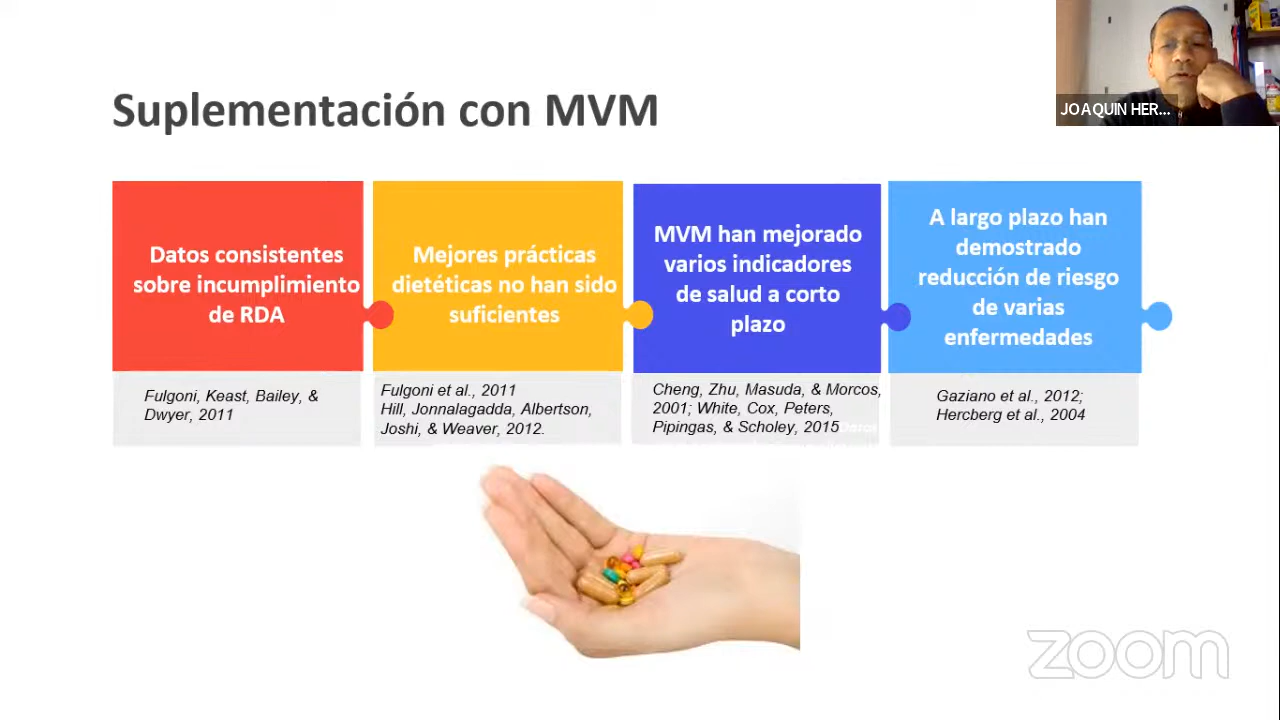 JOAQUIN HER...
Suplementación con MVM
Datos consistentes
sobre incumplimiento
de RDA
Fulgoni, Keast, Bailey, &
Dwyer, 2011
Mejores prácticas
dietéticas no han sido
suficientes
Fulgoni et al., 2011
Hill, Jonnalagadda, Albertson,
Joshi, & Weaver, 2012.
MVM han mejorado
varios indicadores
de salud a corto
plazo
Cheng, Zhu, Masuda, & Morcos,
2001; White, Cox, Peters,
Pipingas, & Scholey, 2015
A largo plazo han
demostrado
reducción de riesgo
de varias
enfermedades
Gaziano et al., 2012;
Hercberg et al., 2004
zoom